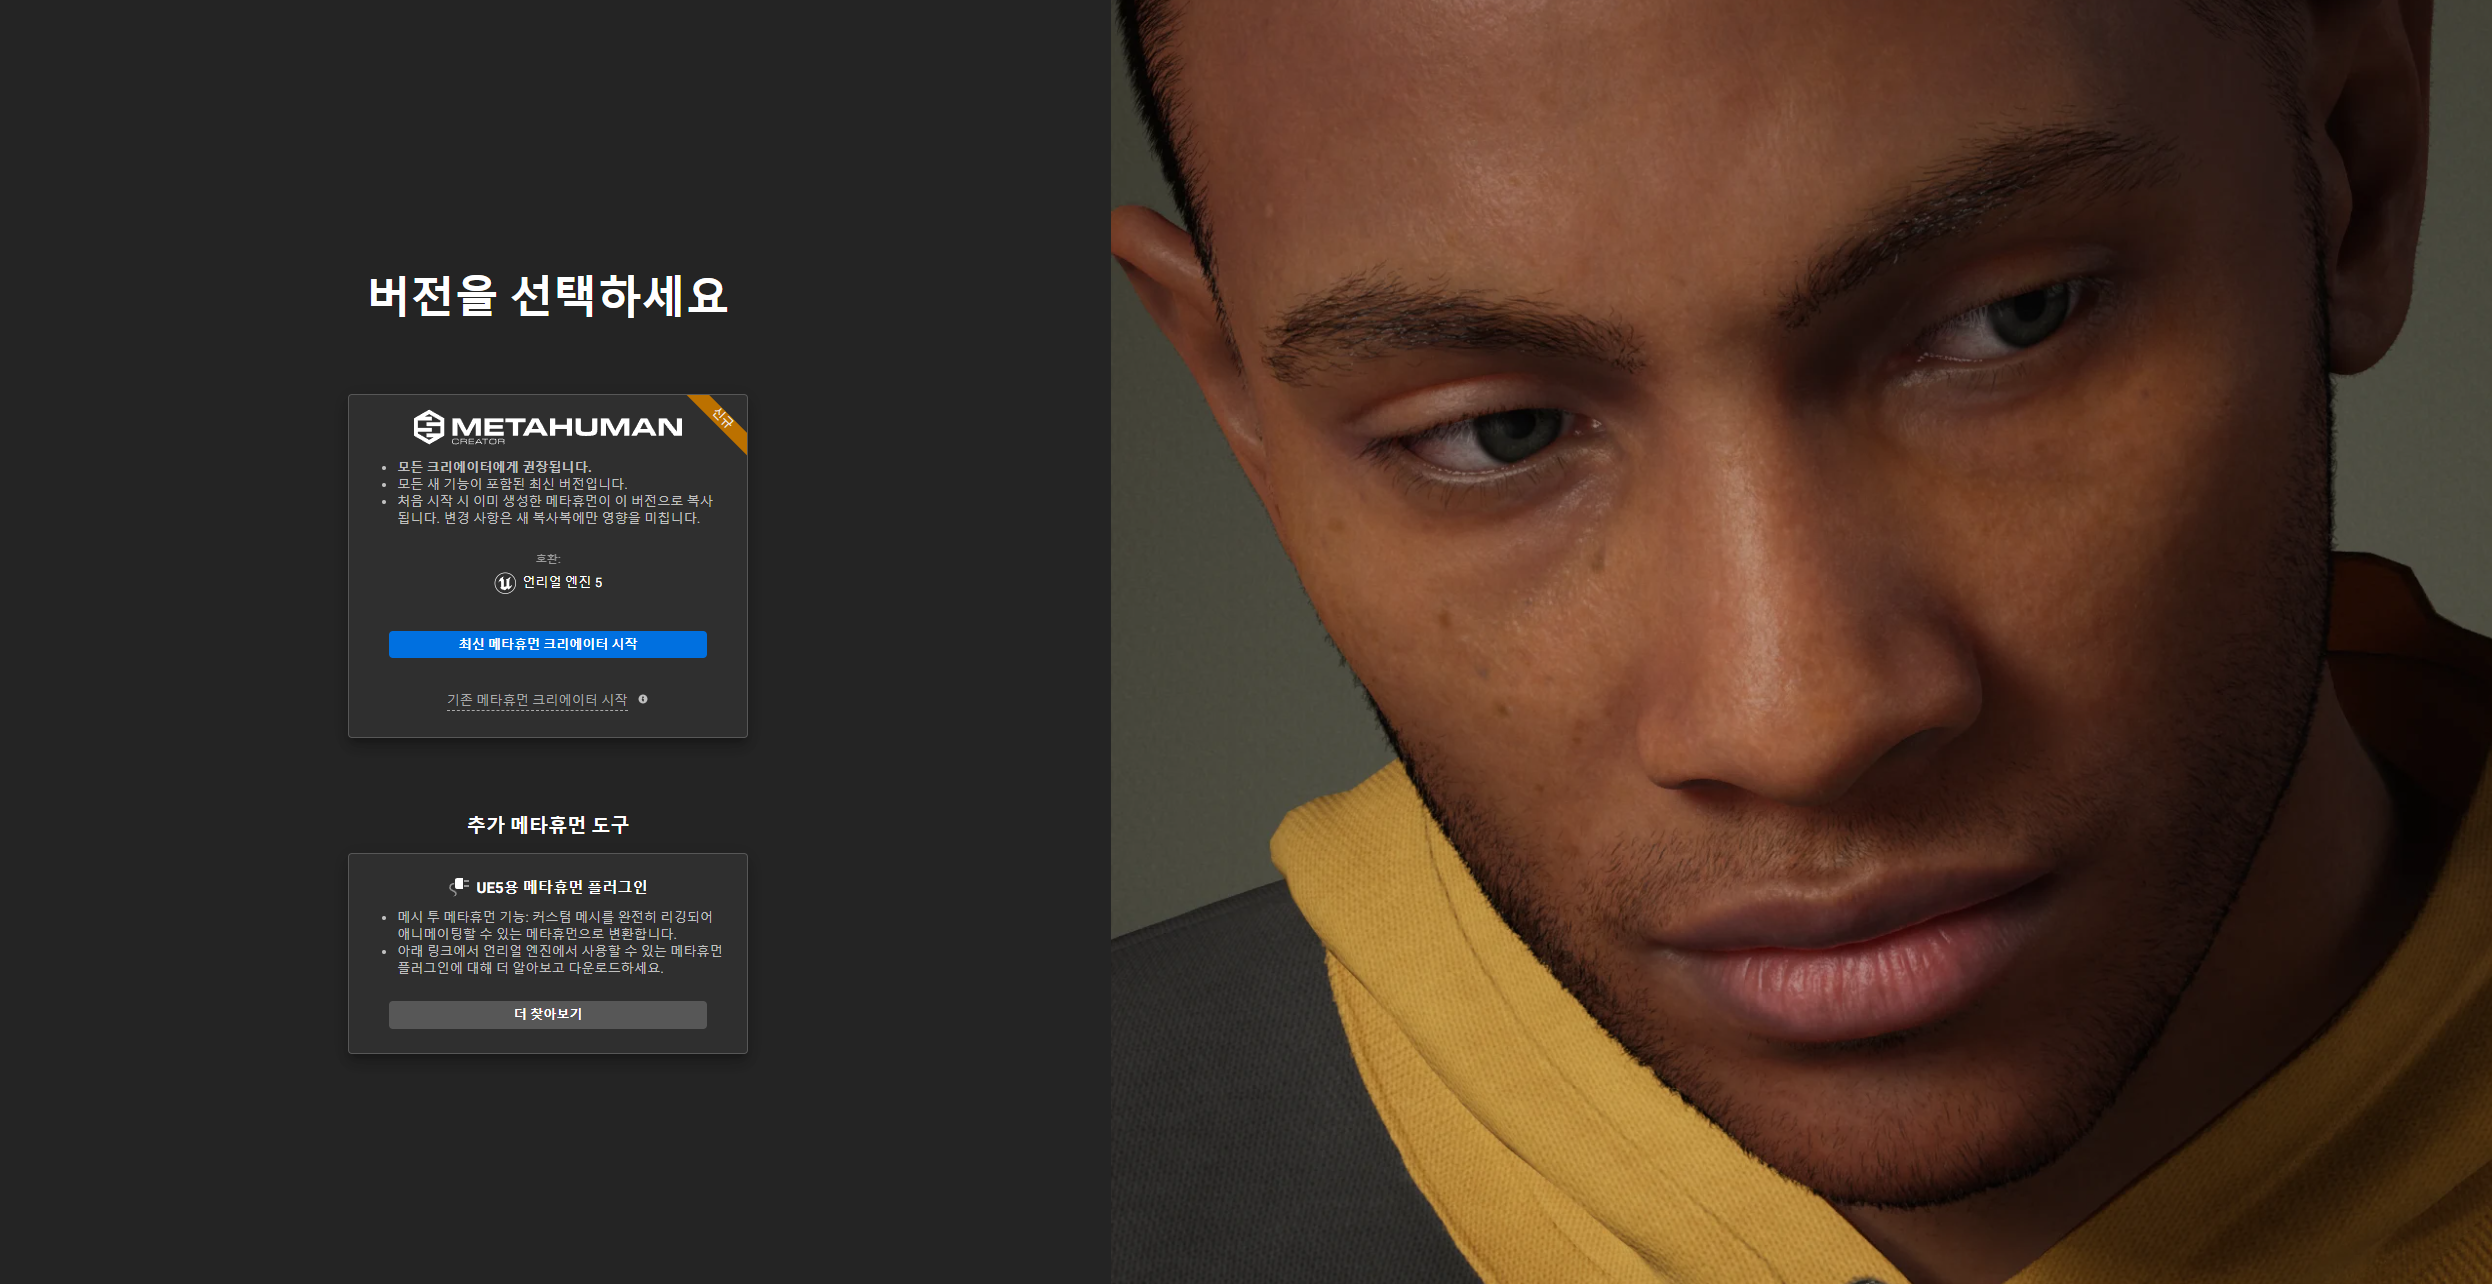 버전을 선택하세요
신규
METAHUMAN
CREATOR
모든 크리에이터에게 권장됩니다.
모든 새 기능이 포함된 최신 버전입니다.
처음 시작 시 이미 생성한 메타휴먼이 이 버전으로 복사
됩니다. 변경 사항은 새 복사복에만 영향을 미칩니다.
호환:
언리얼 엔진 5
최신 메타휴먼 크리에이터 시작
기존 메타휴먼 크리에이터 시작
추가 메타휴먼 도구
UE5용 메타휴먼 플러그인
메시 투 메타휴먼 기능: 커스텀 메시를 완전히 리깅되어
애니메이팅할 수 있는 메타휴먼으로 변환합니다.
아래 링크에서 언리얼 엔진에서 사용할 수 있는 메타휴먼
플러그인에 대해 더 알아보고 다운로드하세요.
더 찾아보기